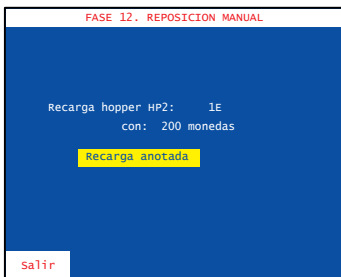 FASE 12. REPOSICION MANUAL
Recarga hopper HP2: 1E
con: 200 monedas
Recarga anotada
Salir